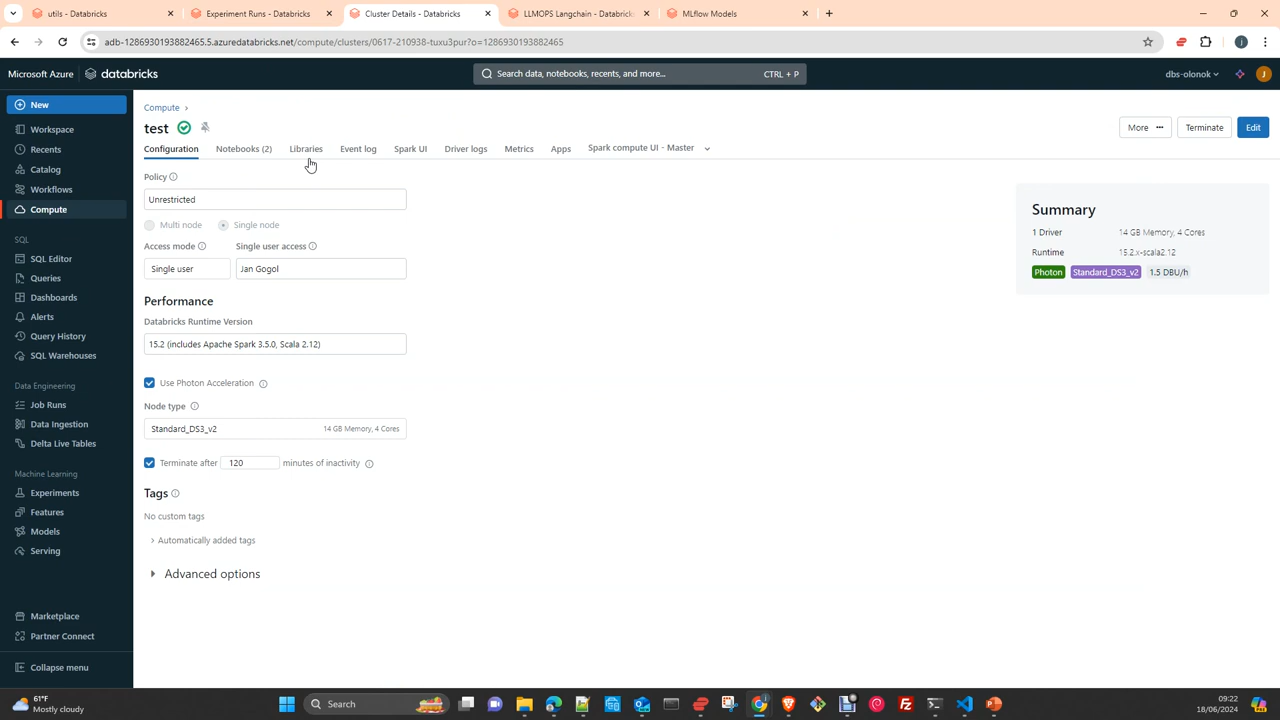 utils - Databricks
Experiment Runs - Databricks
Cluster Details - Databricks
LLMOPS Langchain - Databricks
MLflow Models
adb-1286930193882465.5.azuredatabricks.net/compute/clusters/0617-210938-tuxu3pur?o=1286930193882465
Microsoft Azure databricks
Search data, notebooks, recents, and more... CTRL + P
dbs-olonok
J
New
Workspace
Recents
Catalog
Workflows
Compute
SQL
SQL Editor
Queries
Dashboards
Alerts
Query History
SQL Warehouses
Data Engineering
Job Runs
Data Ingestion
Delta Live Tables
Machine Learning
Experiments
Features
Models
Serving
Marketplace
Partner Connect
Collapse menu
Compute
test
More Terminate Edit
Configuration Notebooks (2) Libraries Event log Spark UI Driver logs Metrics Apps Spark compute UI - Master
Policy
Unrestricted
Multi node Single node
Access mode Single user access
Single user Jan Gogol
Performance
Databricks Runtime Version
15.2 (includes Apache Spark 3.5.0, Scala 2.12)
Use Photon Acceleration
Node type
Standard_DS3_v2 14 GB Memory, 4 Cores
Terminate after 120 minutes of inactivity
Tags
No custom tags
Automatically added tags
Advanced options
Summary
1 Driver 14 GB Memory, 4 Cores
Runtime 15.2.x-scala2.12
Photon Standard_DS3_v2 1.5 DBU/h
61°F
Mostly cloudy
Search
09:22
18/06/2024